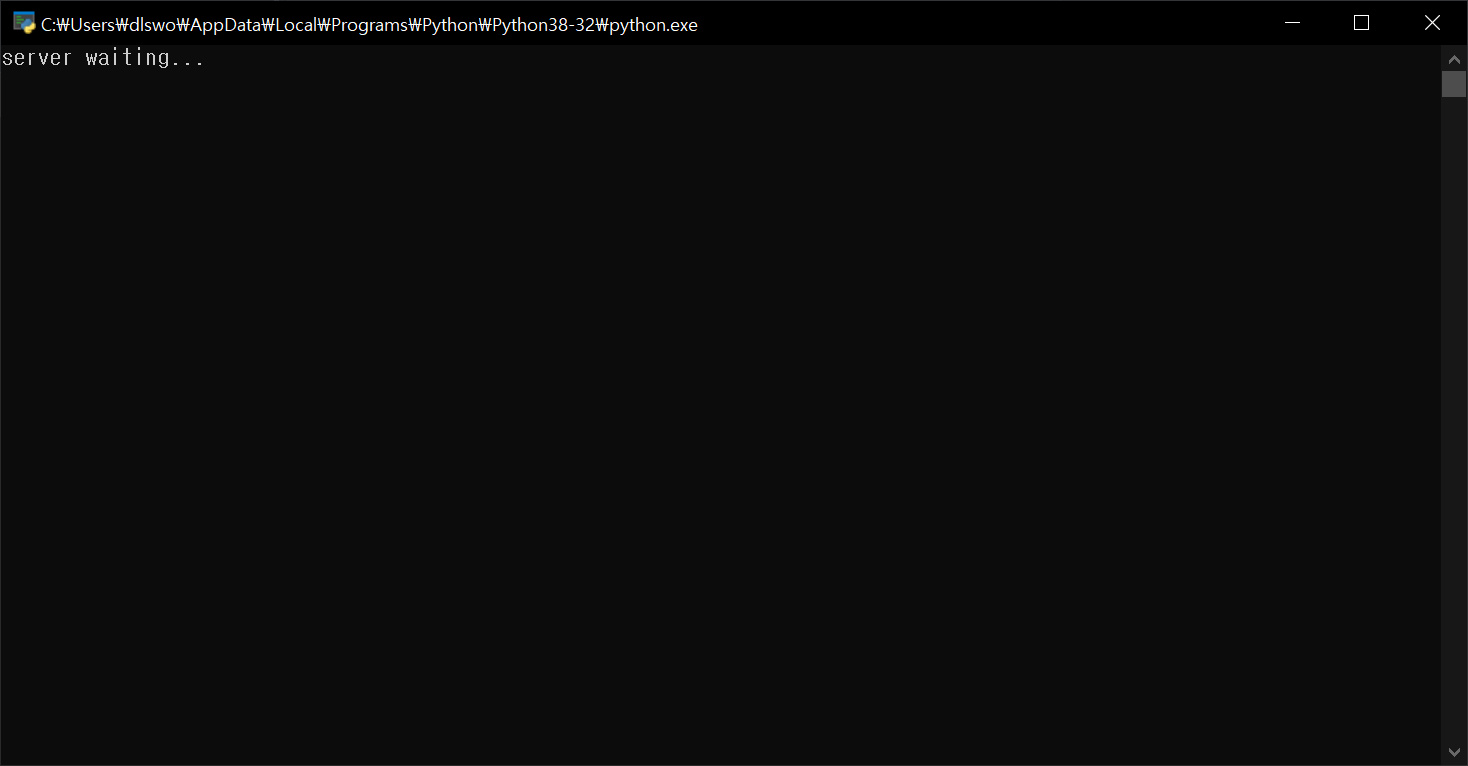 C:₩Users₩dlswo₩AppData₩Local₩Programs₩Python₩Python38-32₩python.exe
server waiting...